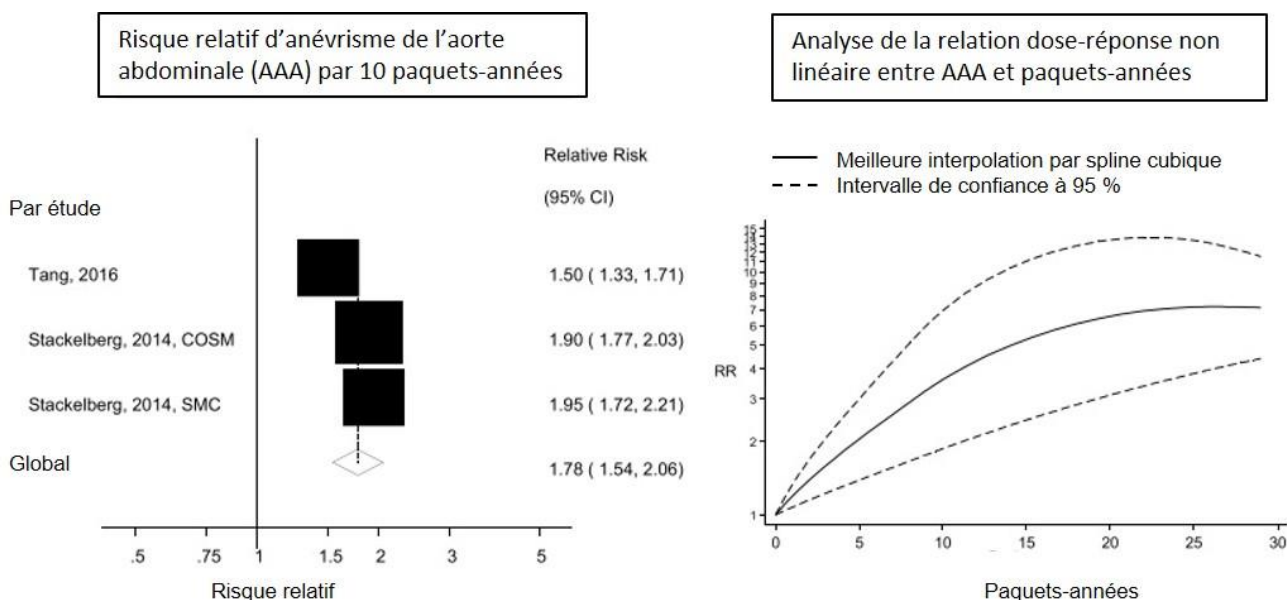 Risque relatif d’anévrisme de l’aorte
abdominale (AAA) par 10 paquets-années
Relative Risk
(95% CI)
Par étude
Tang, 2016 1.50 ( 1.33, 1.71)
Stackelberg, 2014, COSM 1.90 ( 1.77, 2.03)
Stackelberg, 2014, SMC 1.95 ( 1.72, 2.21)
Global 1.78 ( 1.54, 2.06)
.5 .75 1 1.5 2 3 5
Risque relatif
Analyse de la relation dose-réponse non
linéaire entre AAA et paquets-années
Meilleure interpolation par spline cubique
Intervalle de confiance à 95 %
15
14
13
12
11
10
9
8
7
6
5
4
3
2
1
RR
0 5 10 15 20 25 30
Paquets-années